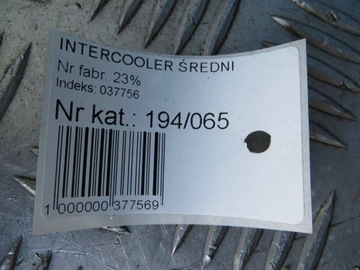 INTERCOOLER ŚREDNI
Nr fabr. 23%
Indeks: 037756
Nr kat.: 194/065
1 000000 377569